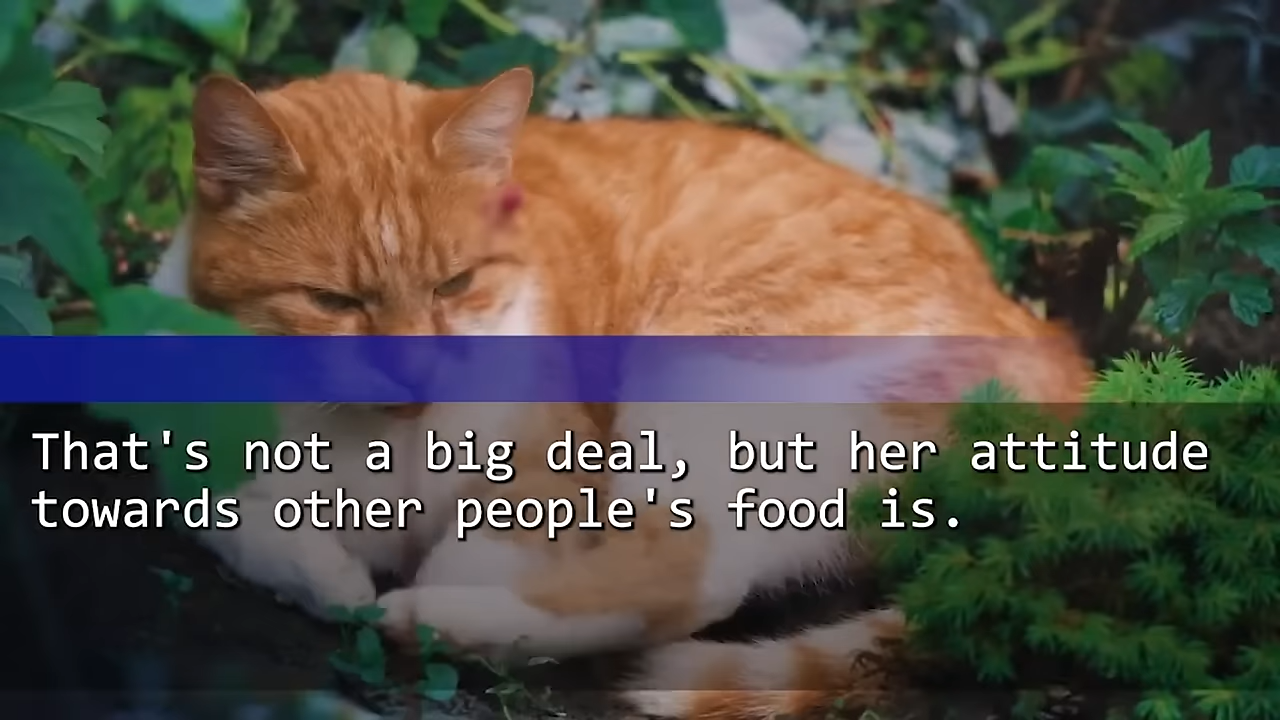 That's not a big deal, but her attitude
towards other people's food is.